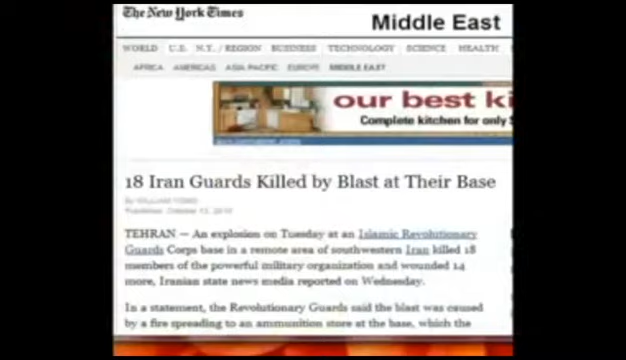 The New York Times
Middle East
WORLD U.S. N.Y. / REGION BUSINESS TECHNOLOGY SCIENCE HEALTH
AFRICA AMERICAS ASIA PACIFIC EUROPE MIDDLE EAST
our best ki
Complete kitchen for only $
18 Iran Guards Killed by Blast at Their Base
Published: October 13, 2010
TEHRAN — An explosion on Tuesday at an Islamic Revolutionary
Guards Corps base in a remote area of southwestern Iran killed 18
members of the powerful military organization and wounded 14
more, Iranian state news media reported on Wednesday.
In a statement, the Revolutionary Guards said the blast was caused
by a fire spreading to an ammunition store at the base, which the